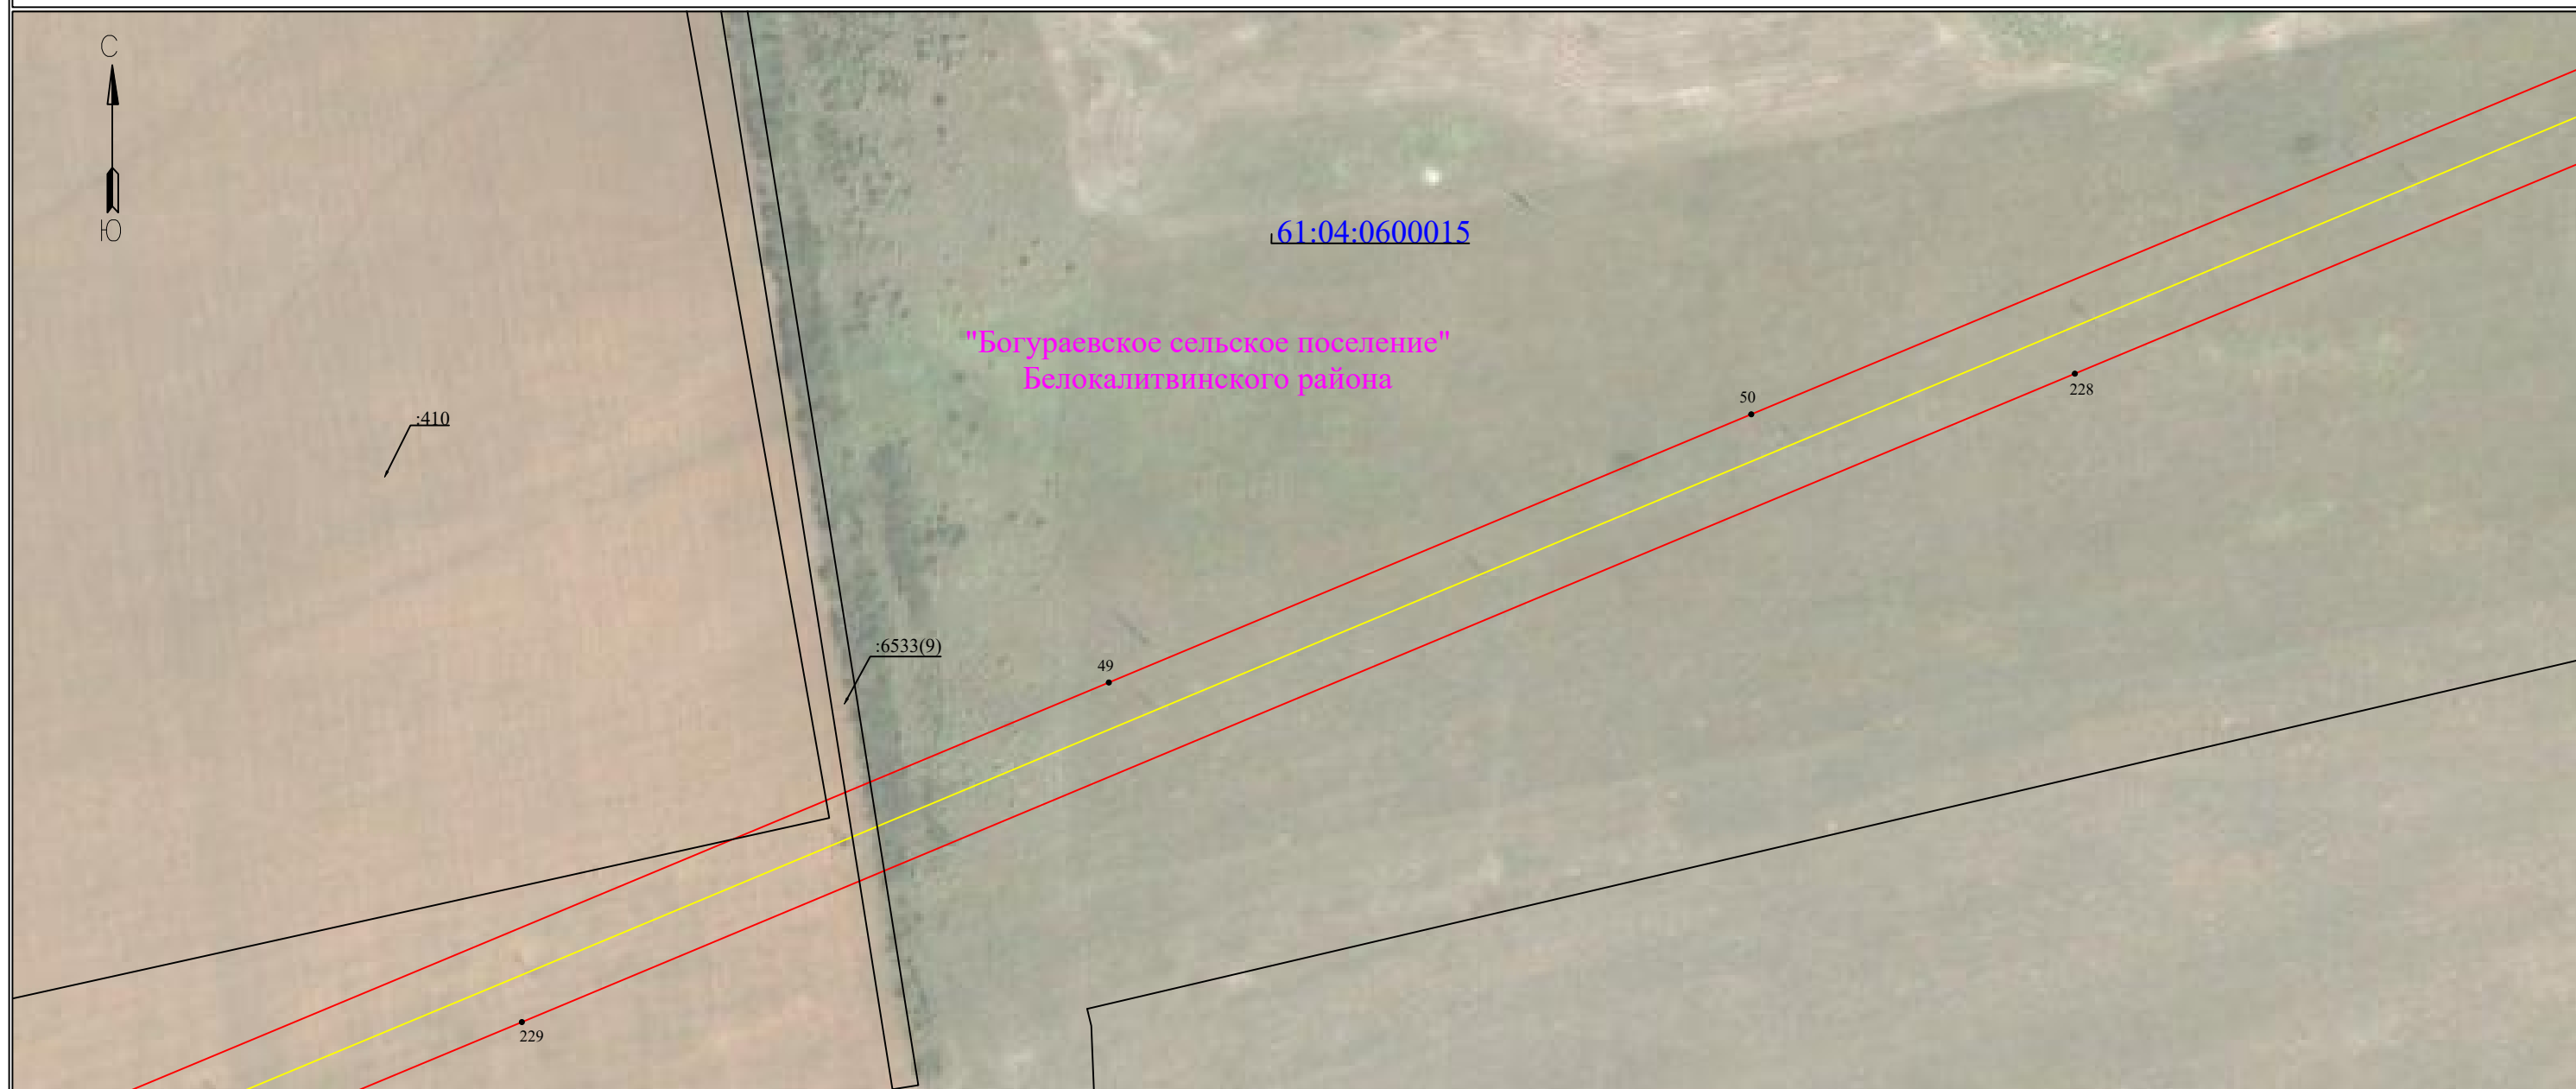 С
Ю
61:04:0600015
"Богураевское сельское поселение"
Белокалитвинского района
:410
50
228
:6533(9)
49
229